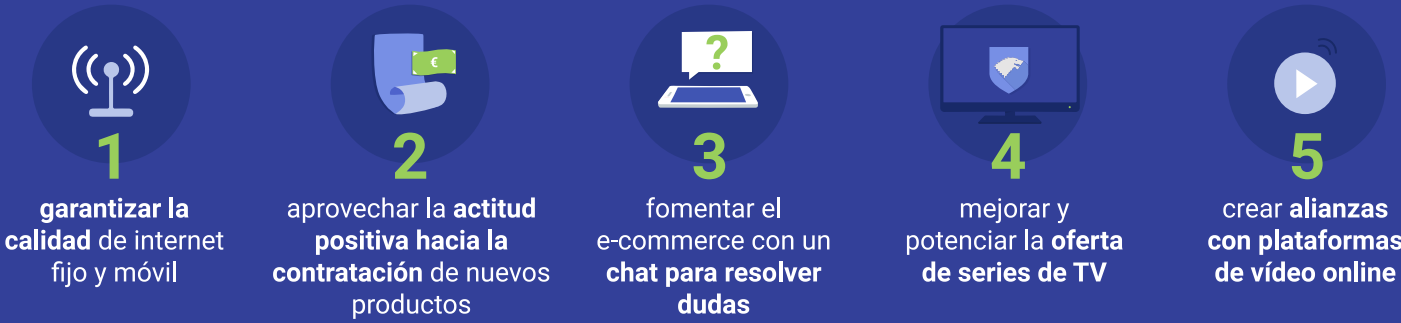 €
?
1
garantizar la
calidad de internet
fijo y móvil
2
aprovechar la actitud
positiva hacia la
contratación de nuevos
productos
3
fomentar el
e-commerce con un
chat para resolver
dudas
4
mejorar y
potenciar la oferta
de series de TV
5
crear alianzas
con plataformas
de vídeo online